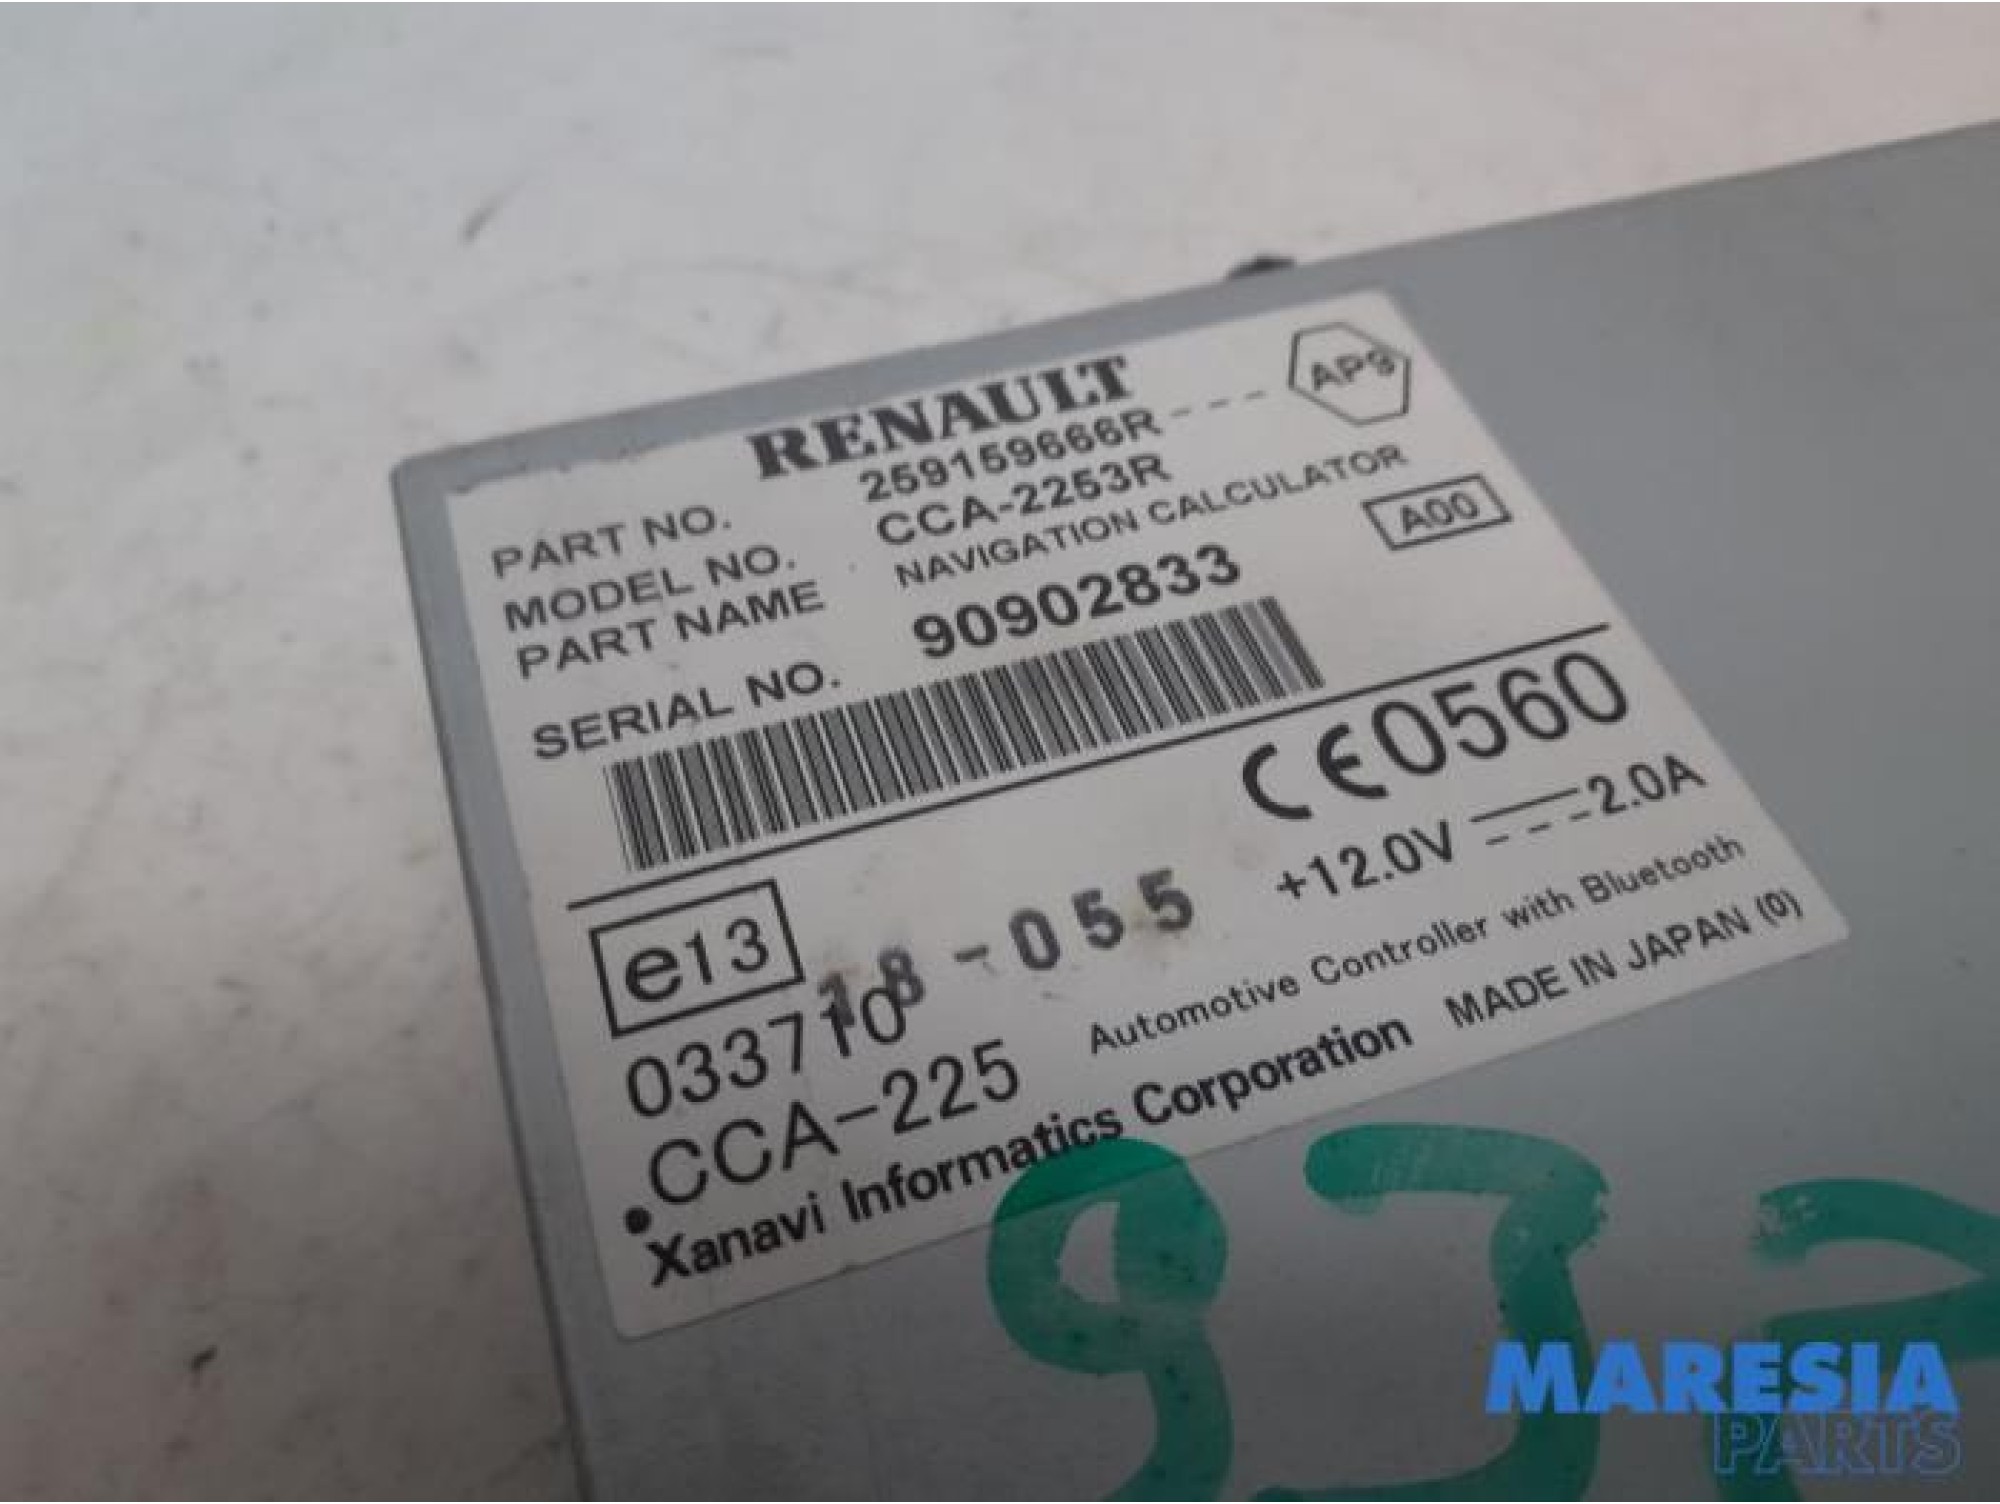 RENAULT
PART NO. 259159666R--- AP9
MODEL NO. CCA-2253R
PART NAME NAVIGATION CALCULATOR
SERIAL NO. 90902833 A00
CE0560
e13 18-055 +12.0V 2.0A
033710
CCA-225 Automotive Controller with Bluetooth
Xanavi Informatics Corporation MADE IN JAPAN (0)
MARESIA
PARTS